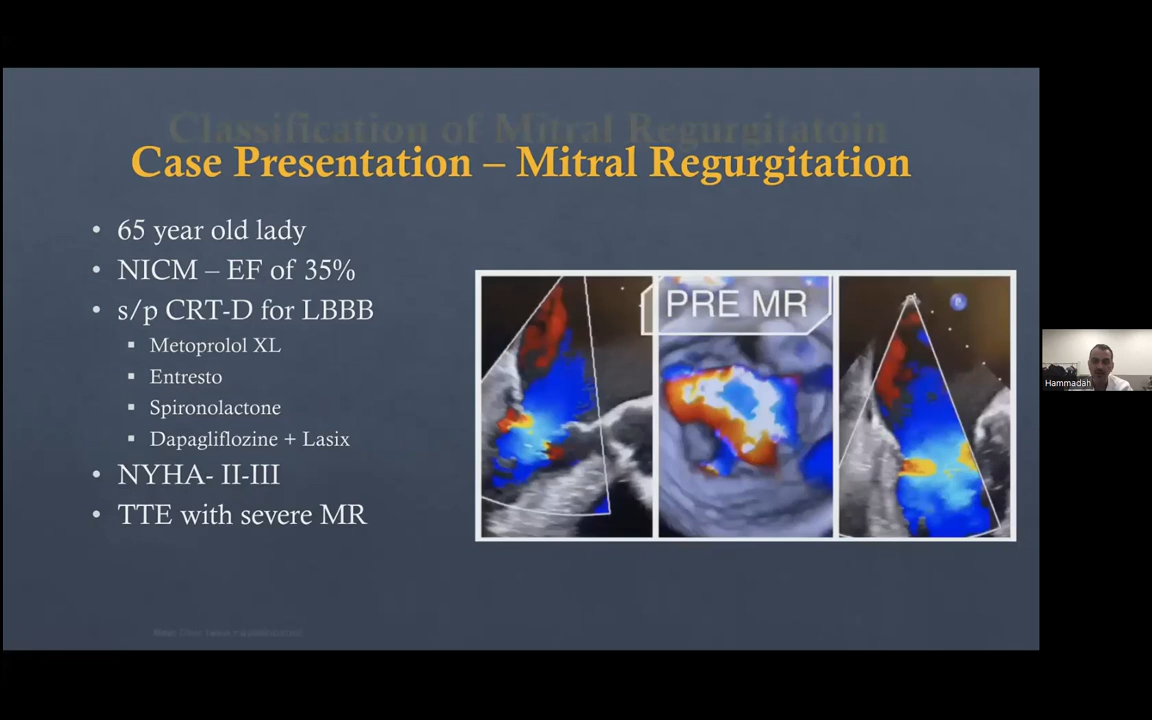 Classification of Mitral Regurgitatoin
Case Presentation – Mitral Regurgitation
• 65 year old lady
• NICM – EF of 35%
• s/p CRT-D for LBBB
▪ Metoprolol XL
▪ Entresto
▪ Spironolactone
▪ Dapagliflozine + Lasix
• NYHA- II-III
• TTE with severe MR
PRE MR
Hammadah